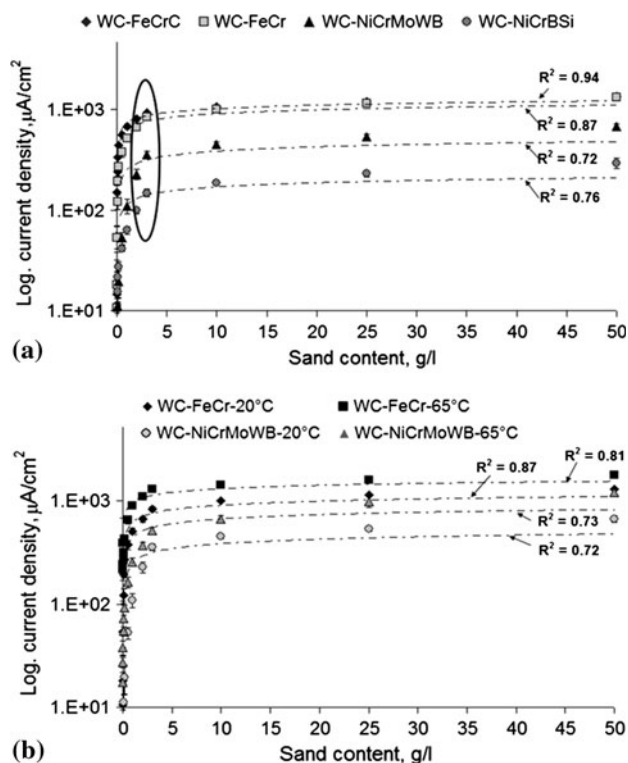 WC-FeCrC WC-FeCr WC-NiCrMoWB WC-NiCrBSi
R² = 0.94
1.E+03
R² = 0.87
R² = 0.72
1.E+02
R² = 0.76
1.E+01
Log. current density,µA/cm²
0 5 10 15 20 25 30 35 40 45 50
(a)
Sand content, g/l
WC-FeCr-20°C WC-FeCr-65°C
WC-NiCrMoWB-20°C WC-NiCrMoWB-65°C
R² = 0.87 R² = 0.81
1.E+03
R² = 0.73
R² = 0.72
1.E+02
1.E+01
Log. current density, µA/cm²
0 5 10 15 20 25 30 35 40 45 50
(b)
Sand content, g/l